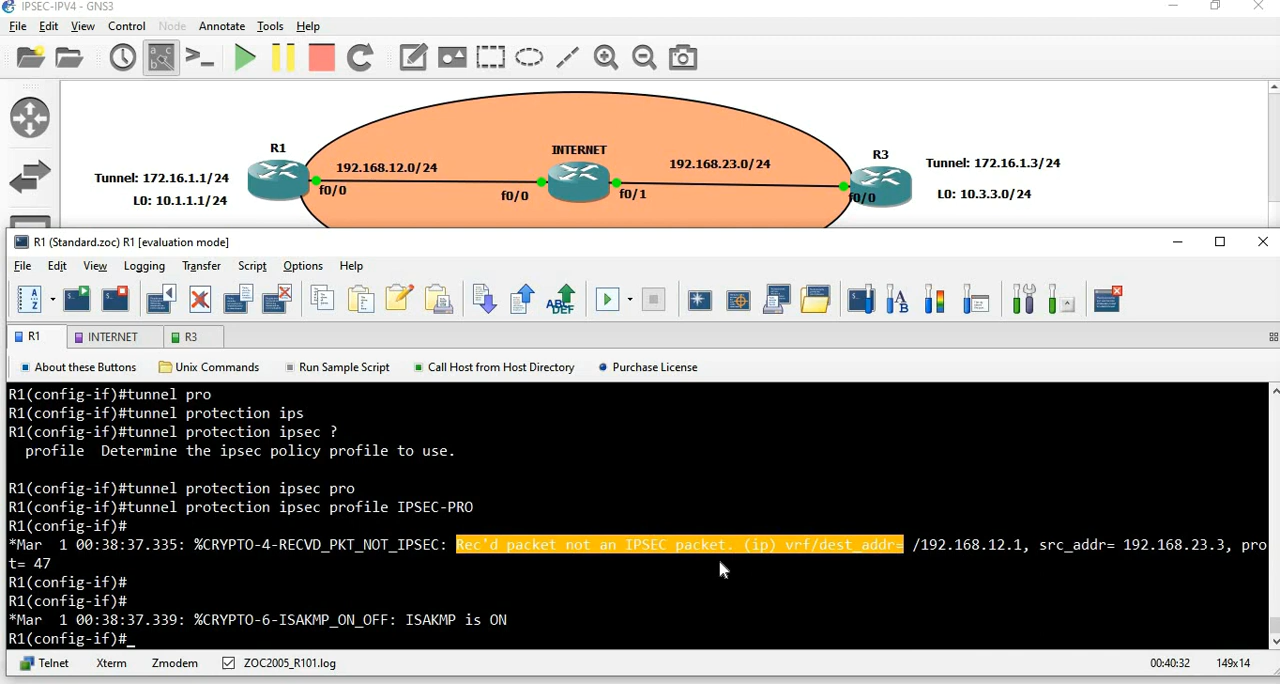 IPSEC-IPV4 - GNS3
File Edit View Control Node Annotate Tools Help
R1
INTERNET
R3
192.168.12.0/24
192.168.23.0/24
Tunnel: 172.16.1.1/24
Tunnel: 172.16.1.3/24
f0/0
f0/0
f0/1
f0/0
L0: 10.1.1.1/24
L0: 10.3.3.0/24
R1 (Standard.zoc) R1 [evaluation mode]
File Edit View Logging Transfer Script Options Help
R1 INTERNET R3
About these Buttons Unix Commands Run Sample Script Call Host from Host Directory Purchase License
R1(config-if)#tunnel pro
R1(config-if)#tunnel protection ips
R1(config-if)#tunnel protection ipsec ?
profile Determine the ipsec policy profile to use.
R1(config-if)#tunnel protection ipsec pro
R1(config-if)#tunnel protection ipsec profile IPSEC-PRO
R1(config-if)#
*Mar 1 00:38:37.335: %CRYPTO-4-RECVD_PKT_NOT_IPSEC: Rec'd packet not an IPSEC packet. (ip) vrf/dest_addr= /192.168.12.1, src_addr= 192.168.23.3, pro
t= 47
R1(config-if)#
R1(config-if)#
*Mar 1 00:38:37.339: %CRYPTO-6-ISAKMP_ON_OFF: ISAKMP is ON
R1(config-if)#_
Telnet Xterm Zmodem ZOC2005_R101.log 00:40:32 149x14